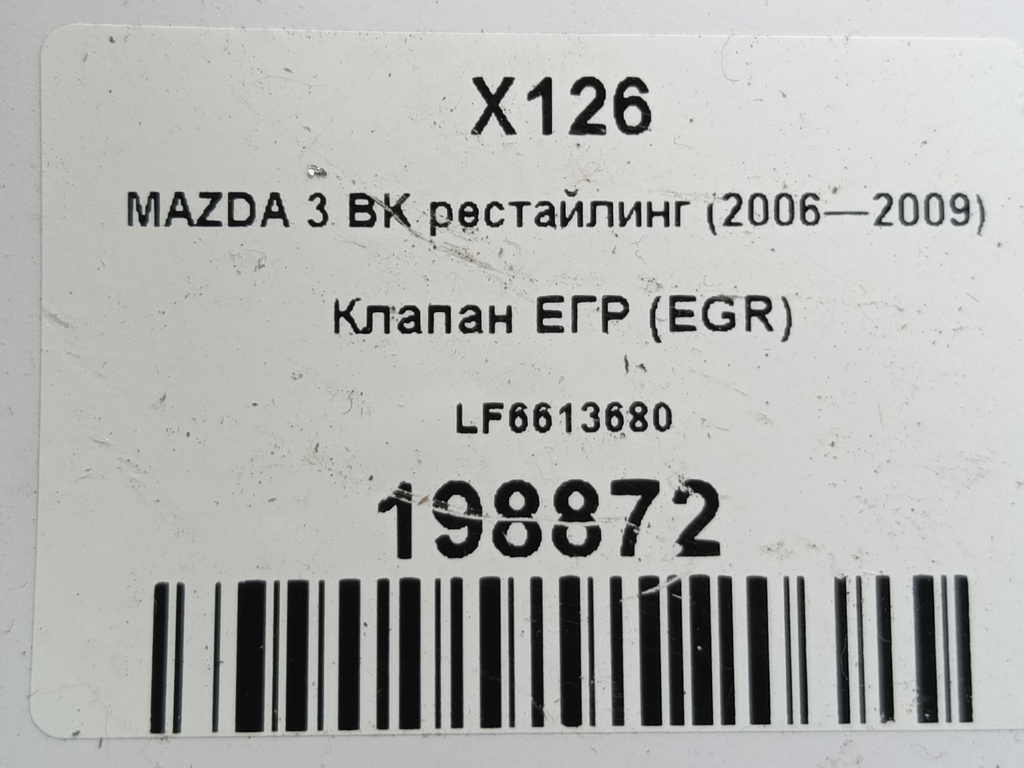 X126
MAZDA 3 BK рестайлинг (2006—2009)
Клапан ЕГР (EGR)
LF6613680
198872